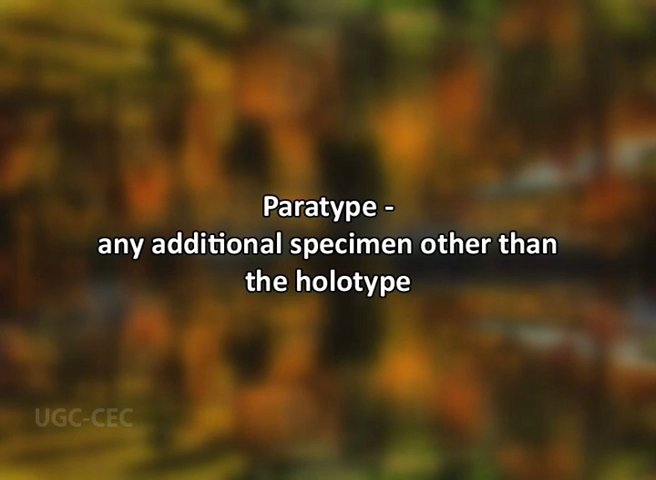 Paratype -
any additional specimen other than
the holotype
UGC-CEC